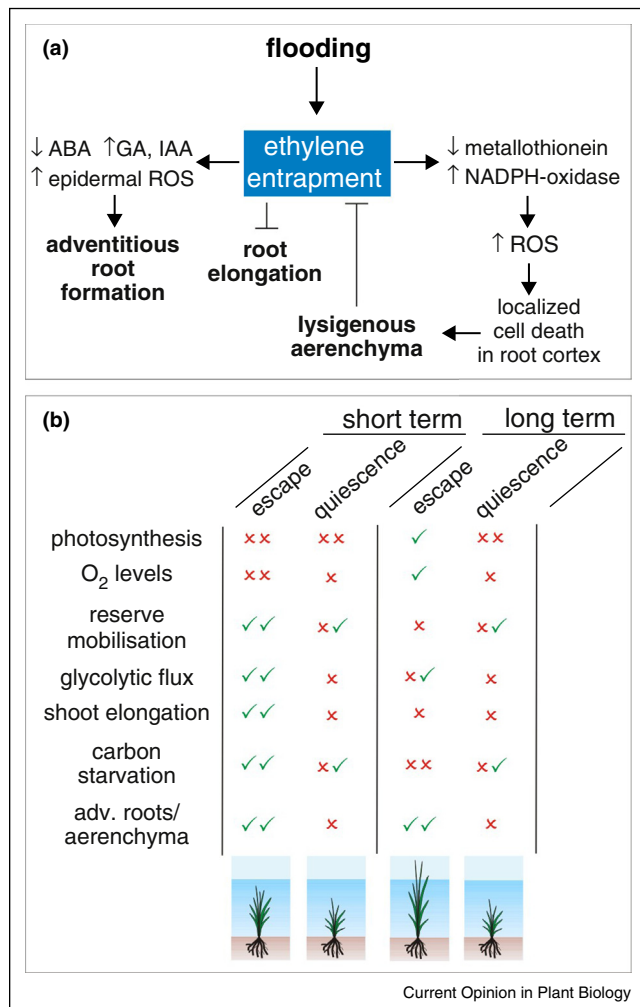 (a)
flooding
↓ ABA ↑GA, IAA
↑ epidermal ROS
adventitious
root
formation
ethylene
entrapment
root
elongation
↓ metallothionein
↑ NADPH-oxidase
↑ ROS
localized
cell death
in root cortex
lysigenous
aerenchyma
(b)
short term long term
escape quiescence escape quiescence
photosynthesis ✗✗ ✗✗ ✓ ✗✗
O₂ levels ✗✗ ✗ ✓ ✗
reserve
mobilisation ✓✓ ✗✓ ✗ ✗✓
glycolytic flux ✓✓ ✗ ✗✓ ✗
shoot elongation ✓✓ ✗ ✗ ✗
carbon
starvation ✓✓ ✗✓ ✗✗ ✗✓
adv. roots/
aerenchyma ✓✓ ✗ ✓✓ ✗
Current Opinion in Plant Biology